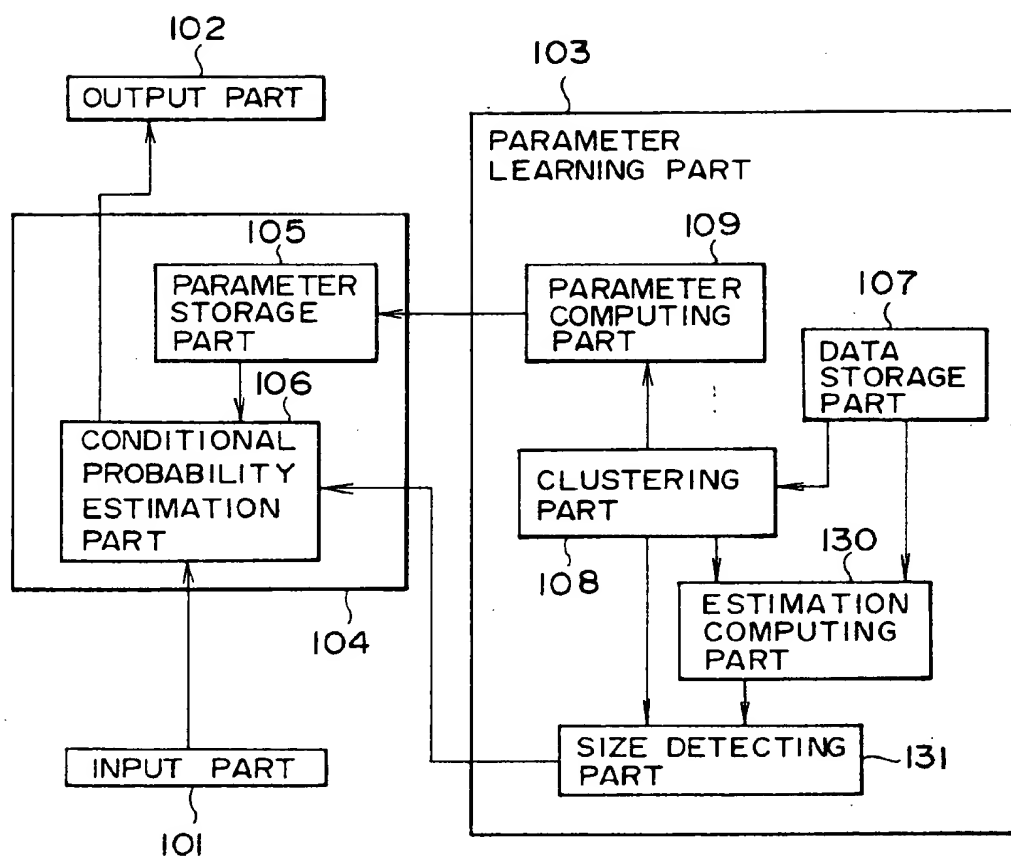 102
OUTPUT PART
103
PARAMETER
LEARNING PART
105
PARAMETER
STORAGE
PART
109
PARAMETER
COMPUTING
PART
107
DATA
STORAGE
PART
106
CONDITIONAL
PROBABILITY
ESTIMATION
PART
CLUSTERING
PART
108
130
ESTIMATION
COMPUTING
PART
104
SIZE DETECTING
PART
131
INPUT PART
101